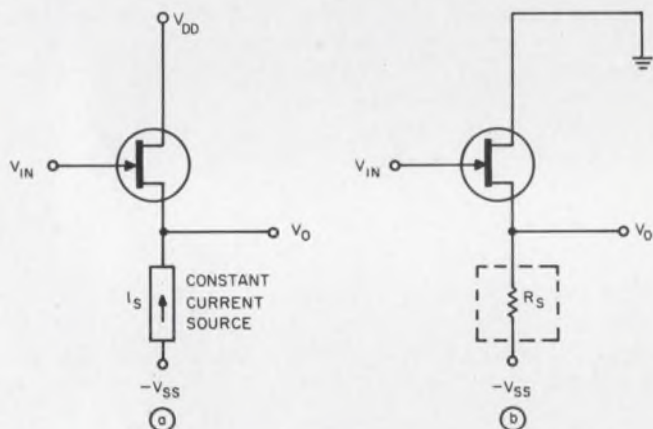 V_DD
V_IN
V_O
I_S
CONSTANT
CURRENT
SOURCE
-V_SS
a
V_IN
V_O
R_S
-V_SS
b